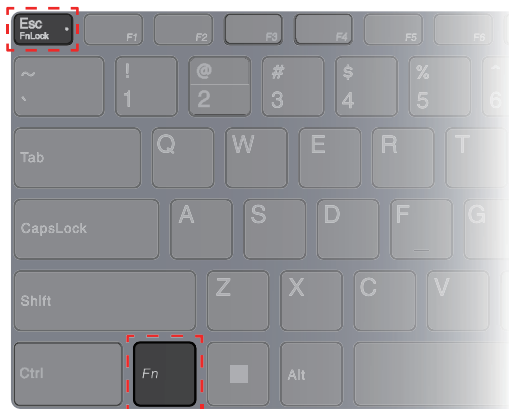 Esc
FnLock
F1
F2
F3
F4
F5
F6
~
`
!
1
@
2
#
3
$
4
%
5
^
6
Tab
Q
W
E
R
T
CapsLock
A
S
D
F
G
Shift
Z
X
C
V
Ctrl
Fn
Alt